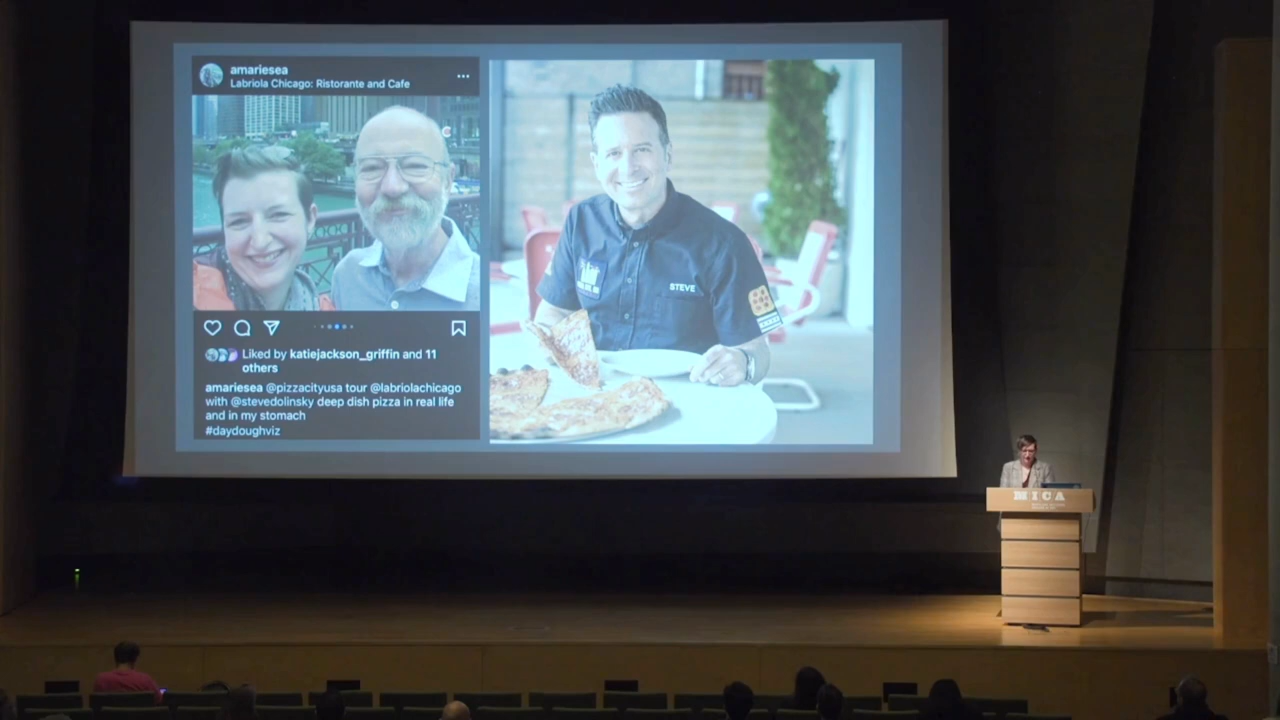 amariesea
Labriola Chicago: Ristorante and Cafe
Liked by katiejackson_griffin and 11
others
amariesea @pizzacityusa tour @labriolachicago
with @stevedolinsky deep dish pizza in real life
and in my stomach
#daydoughviz
STEVE
MICA